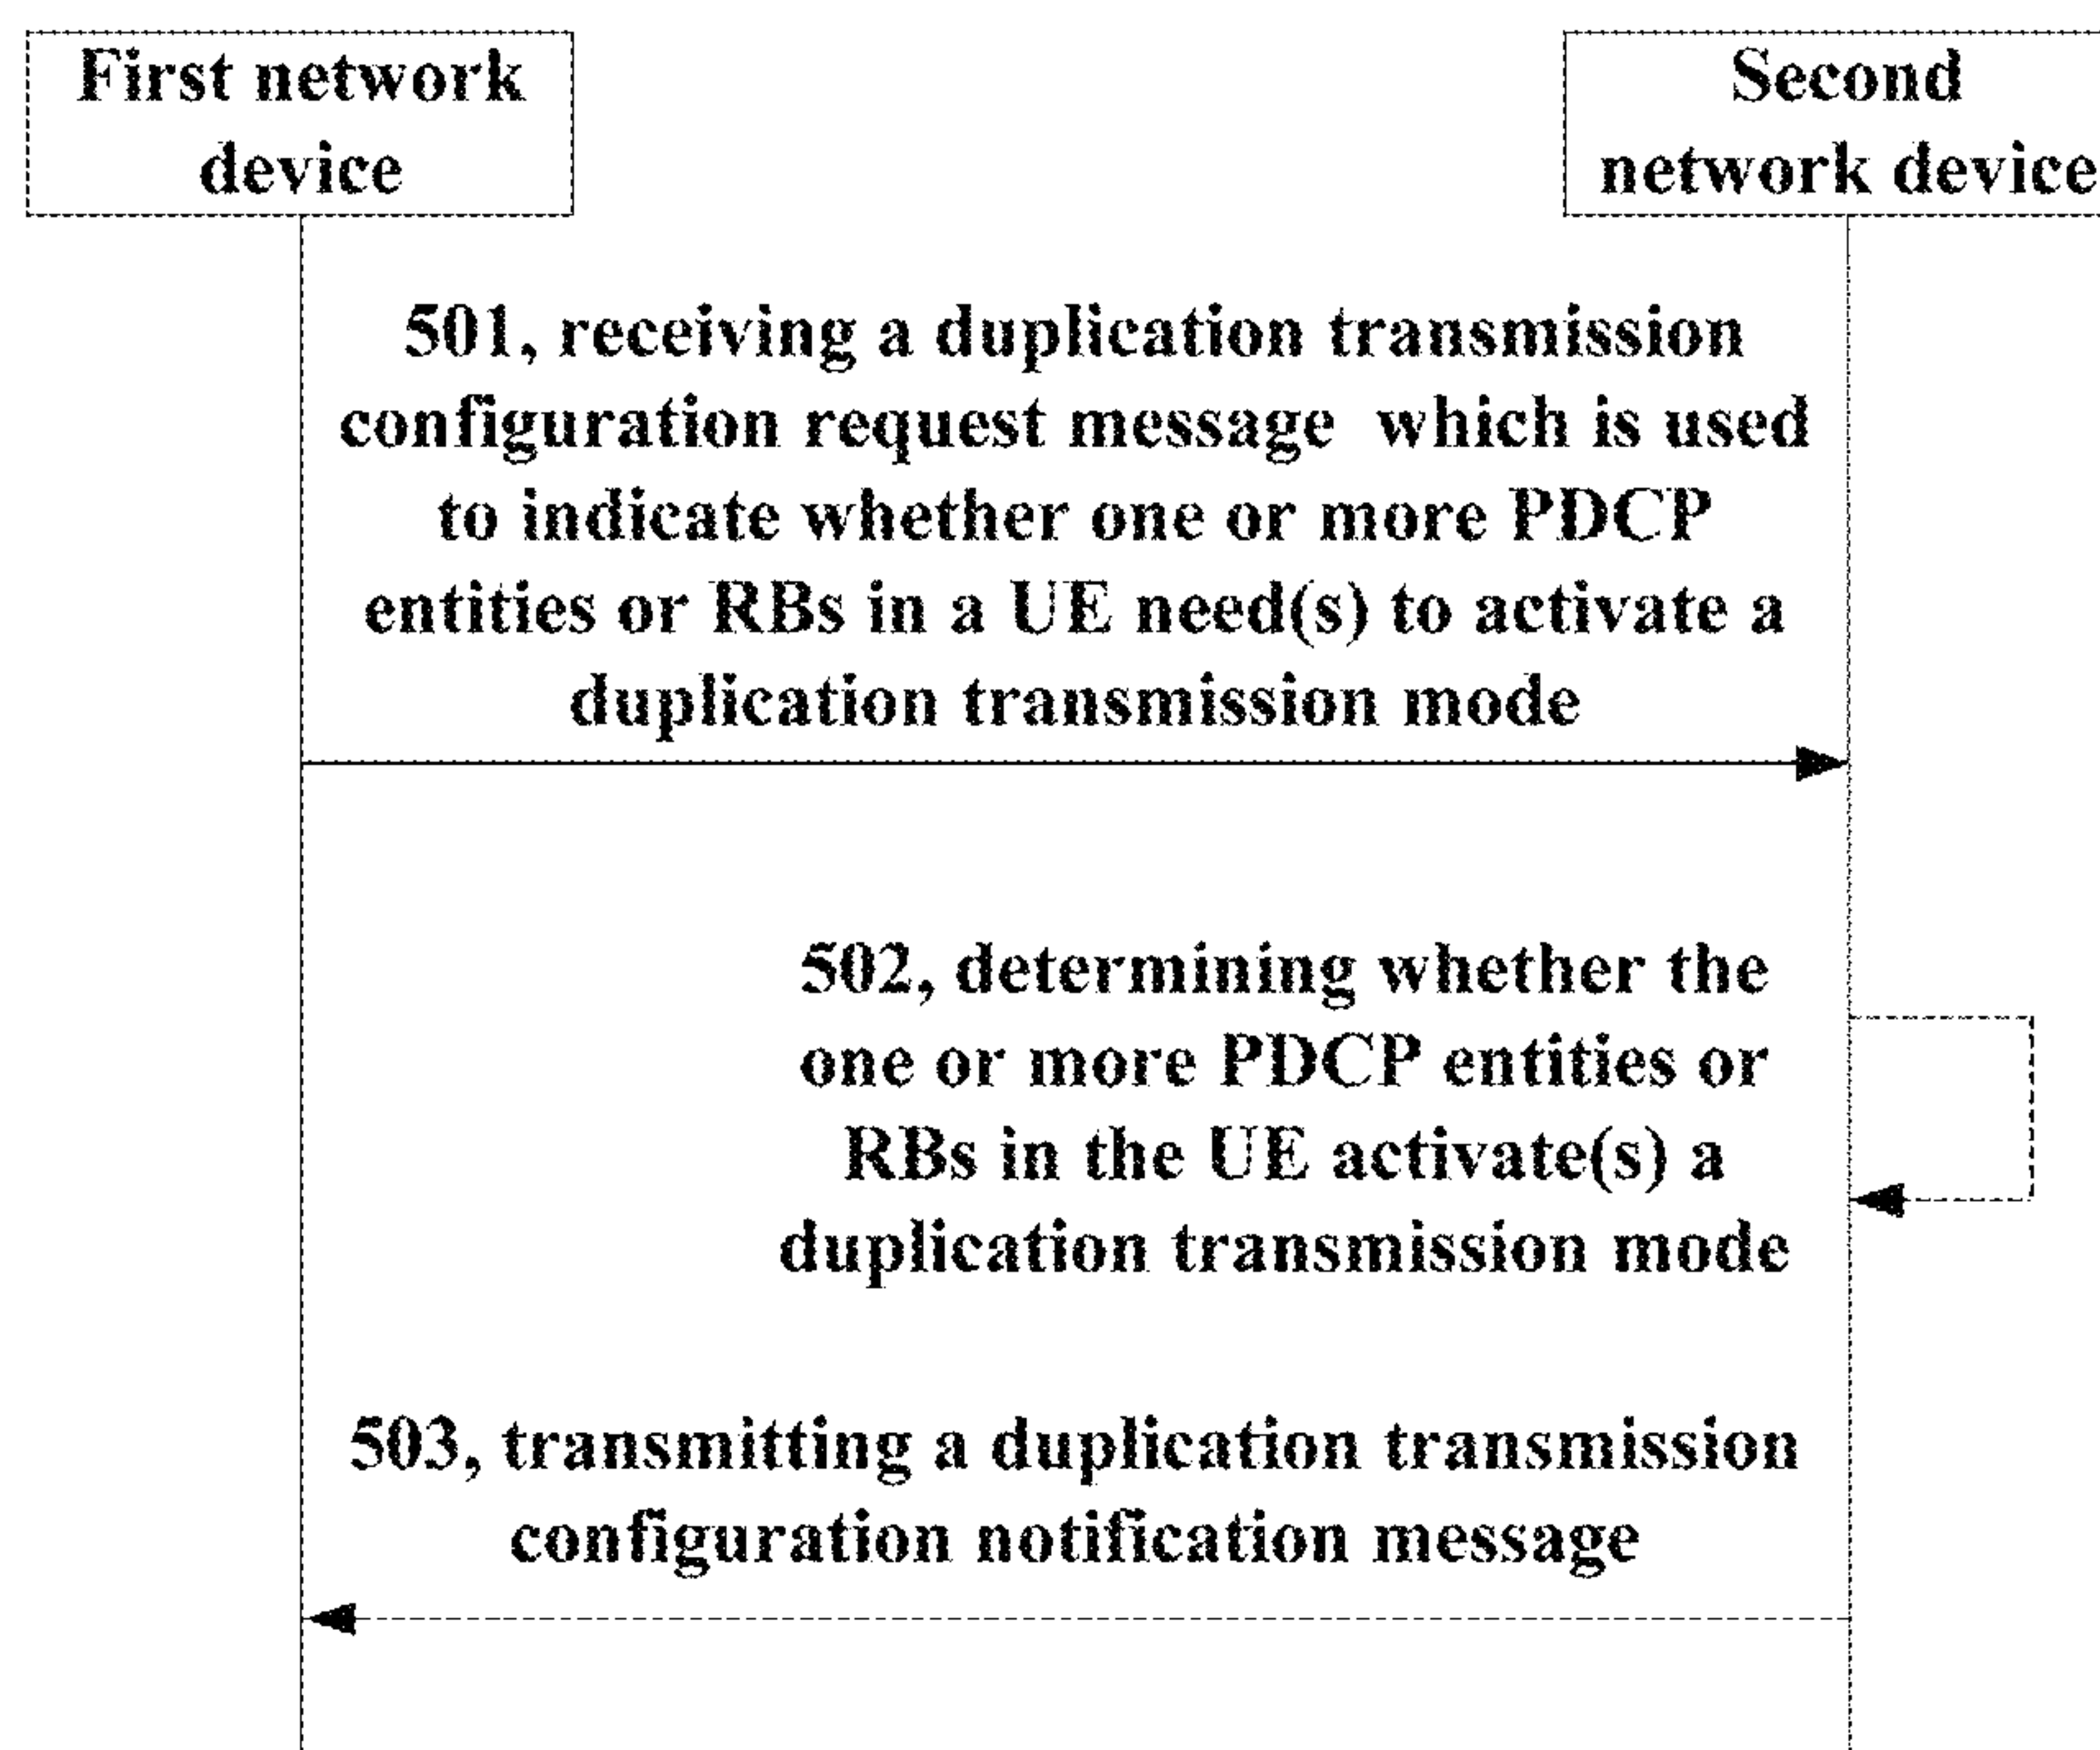 First network
device
Second
network device
501, receiving a duplication transmission
configuration request message which is used
to indicate whether one or more PDCP
entities or RBs in a UE need(s) to activate a
duplication transmission mode
502, determining whether the
one or more PDCP entities or
RBs in the UE activate(s) a
duplication transmission mode
503, transmitting a duplication transmission
configuration notification message